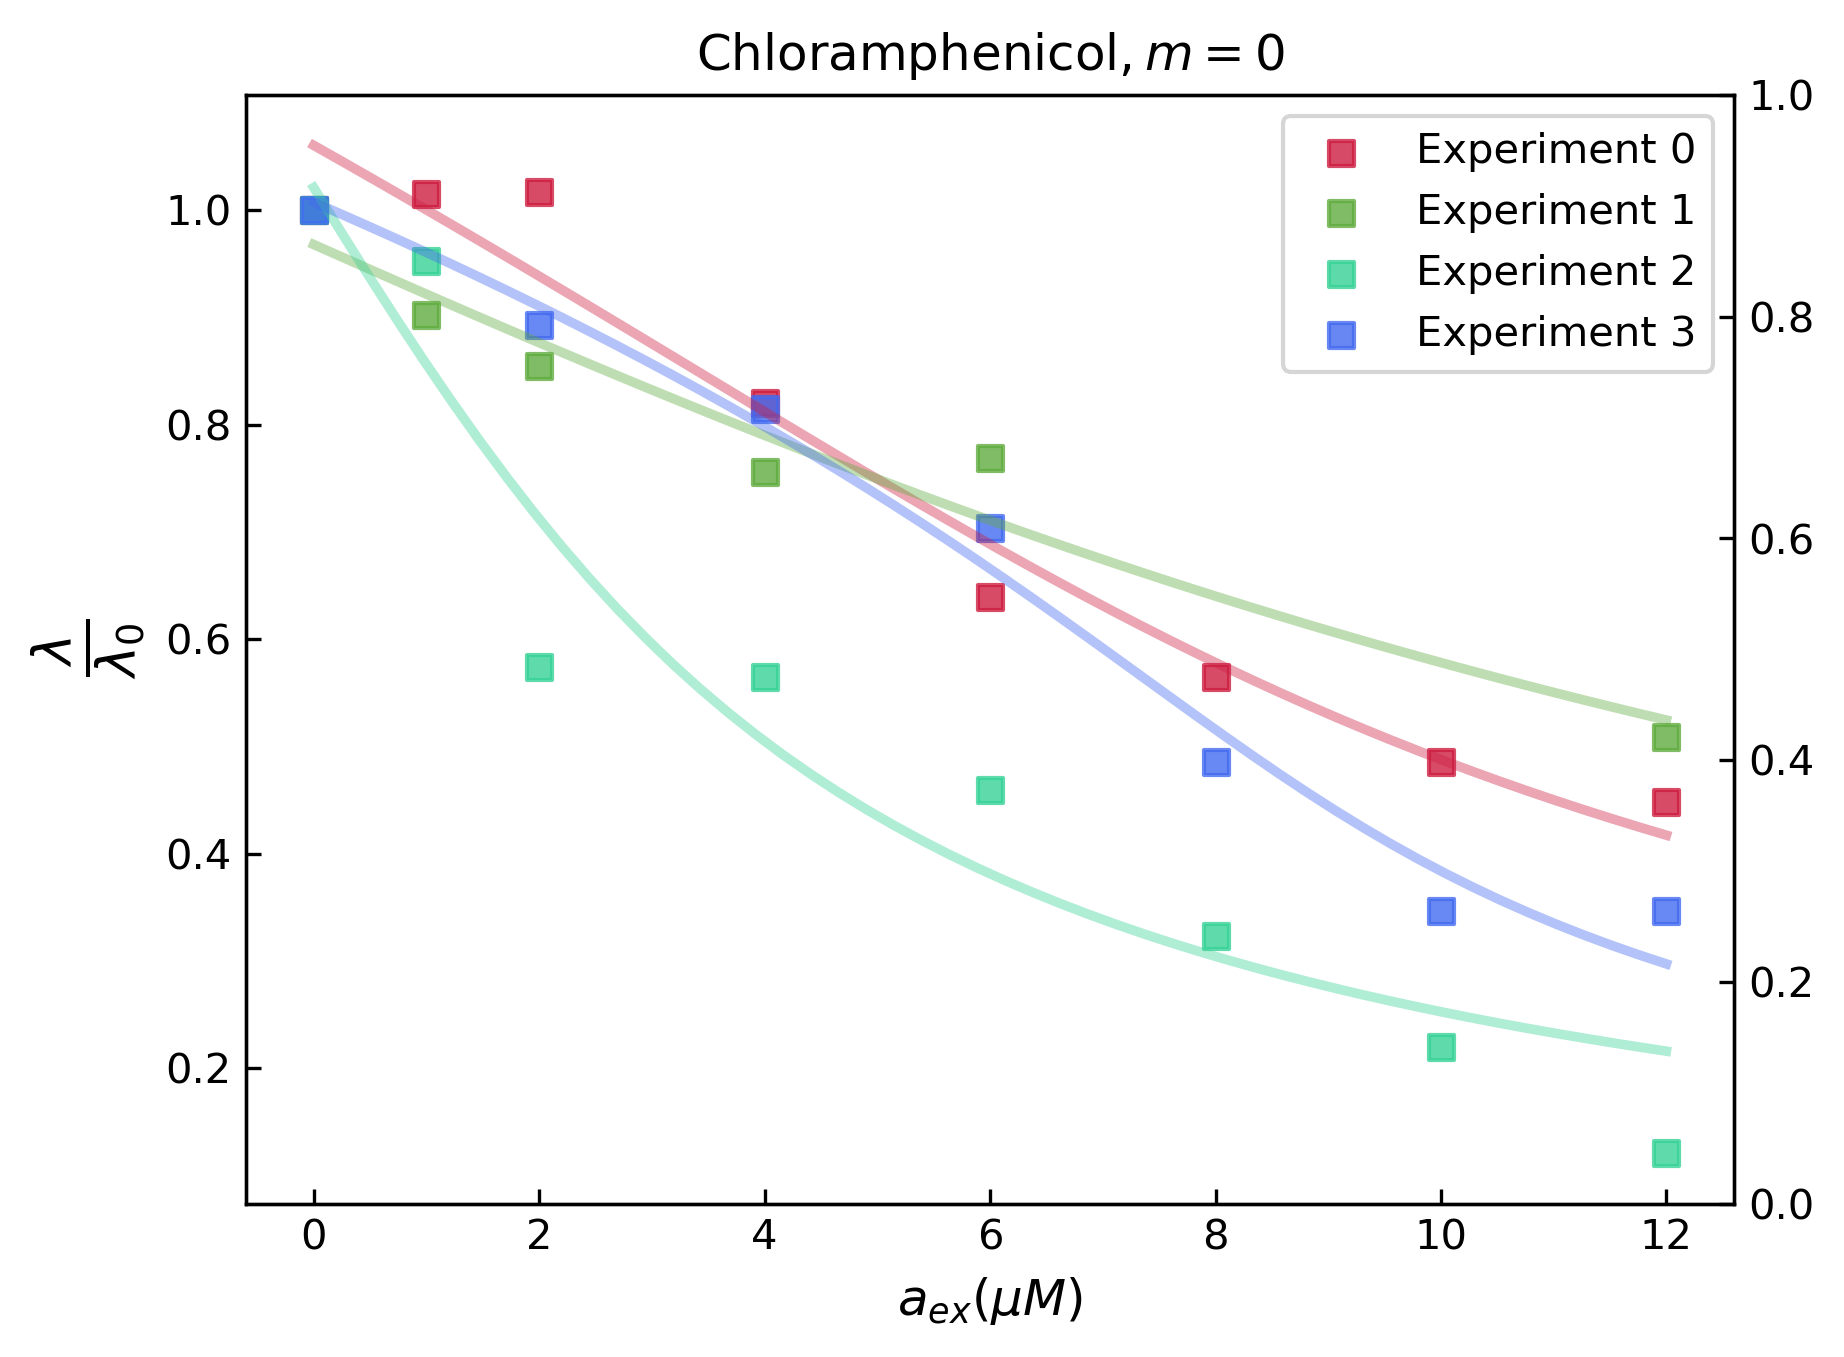 Chloramphenicol, m = 0
1.0
0.8
0.6
0.4
0.2
1.0
0.8
0.6
0.4
0.2
0.0
Experiment 0
Experiment 1
Experiment 2
Experiment 3
λ
λ0
0 2 4 6 8 10 12
a_ex(μM)